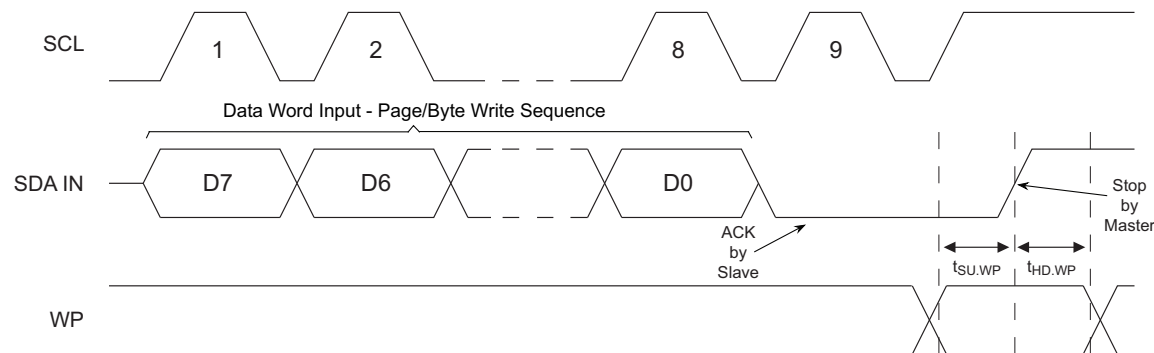 SCL
1
2
8
9
Data Word Input - Page/Byte Write Sequence
SDA IN
D7
D6
D0
ACK
by
Slave
Stop
by
Master
tSU.WP
tHD.WP
WP